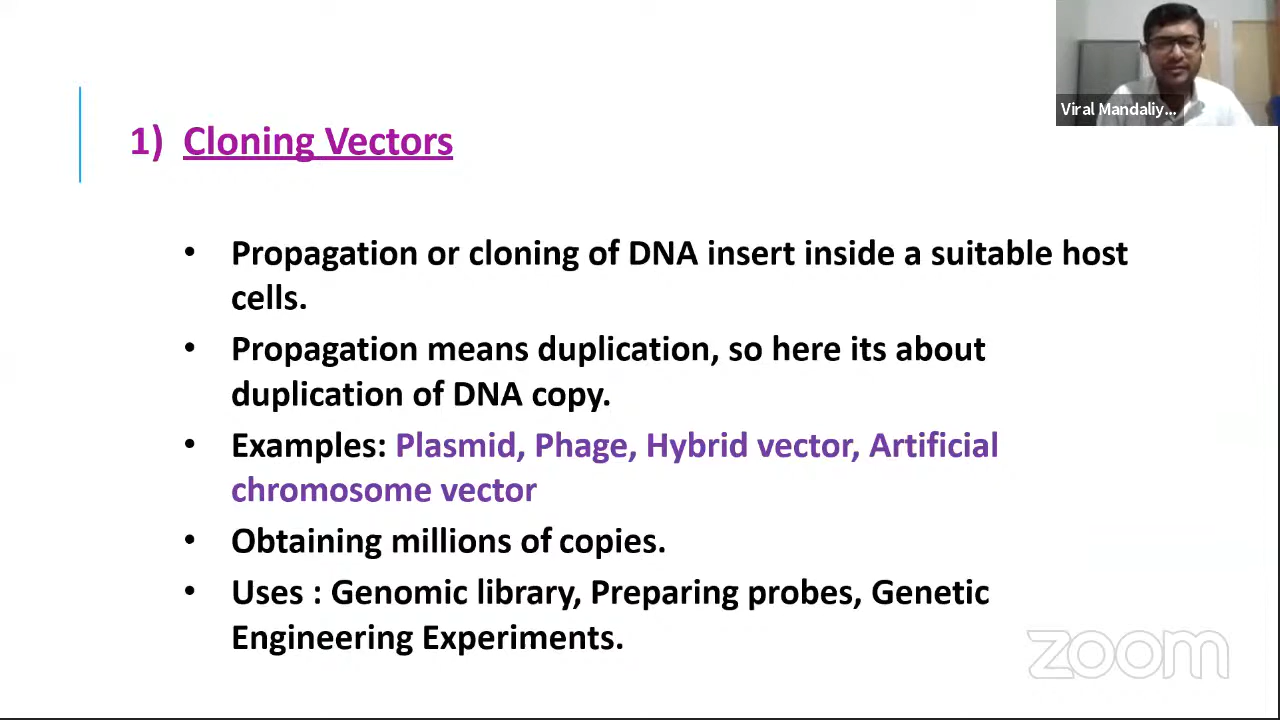 Viral Mandaliy...
1) Cloning Vectors
• Propagation or cloning of DNA insert inside a suitable host
cells.
• Propagation means duplication, so here its about
duplication of DNA copy.
• Examples: Plasmid, Phage, Hybrid vector, Artificial
chromosome vector
• Obtaining millions of copies.
• Uses : Genomic library, Preparing probes, Genetic
Engineering Experiments.
zoom